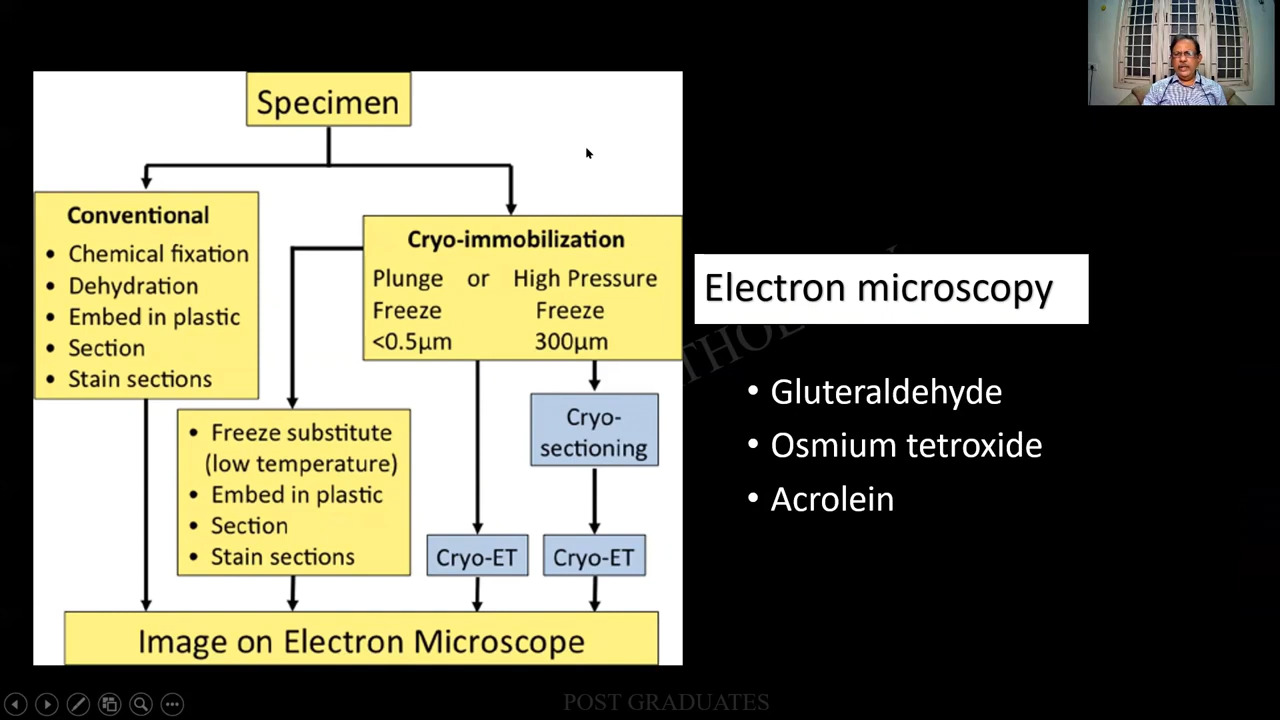 Specimen
Conventional
• Chemical fixation
• Dehydration
• Embed in plastic
• Section
• Stain sections
Cryo-immobilization
Plunge or High Pressure
Freeze Freeze
<0.5µm 300µm
• Freeze substitute
(low temperature)
• Embed in plastic
• Section
• Stain sections
Cryo-
sectioning
Cryo-ET
Cryo-ET
Image on Electron Microscope
Electron microscopy
• Gluteraldehyde
• Osmium tetroxide
• Acrolein
POST GRADUATES